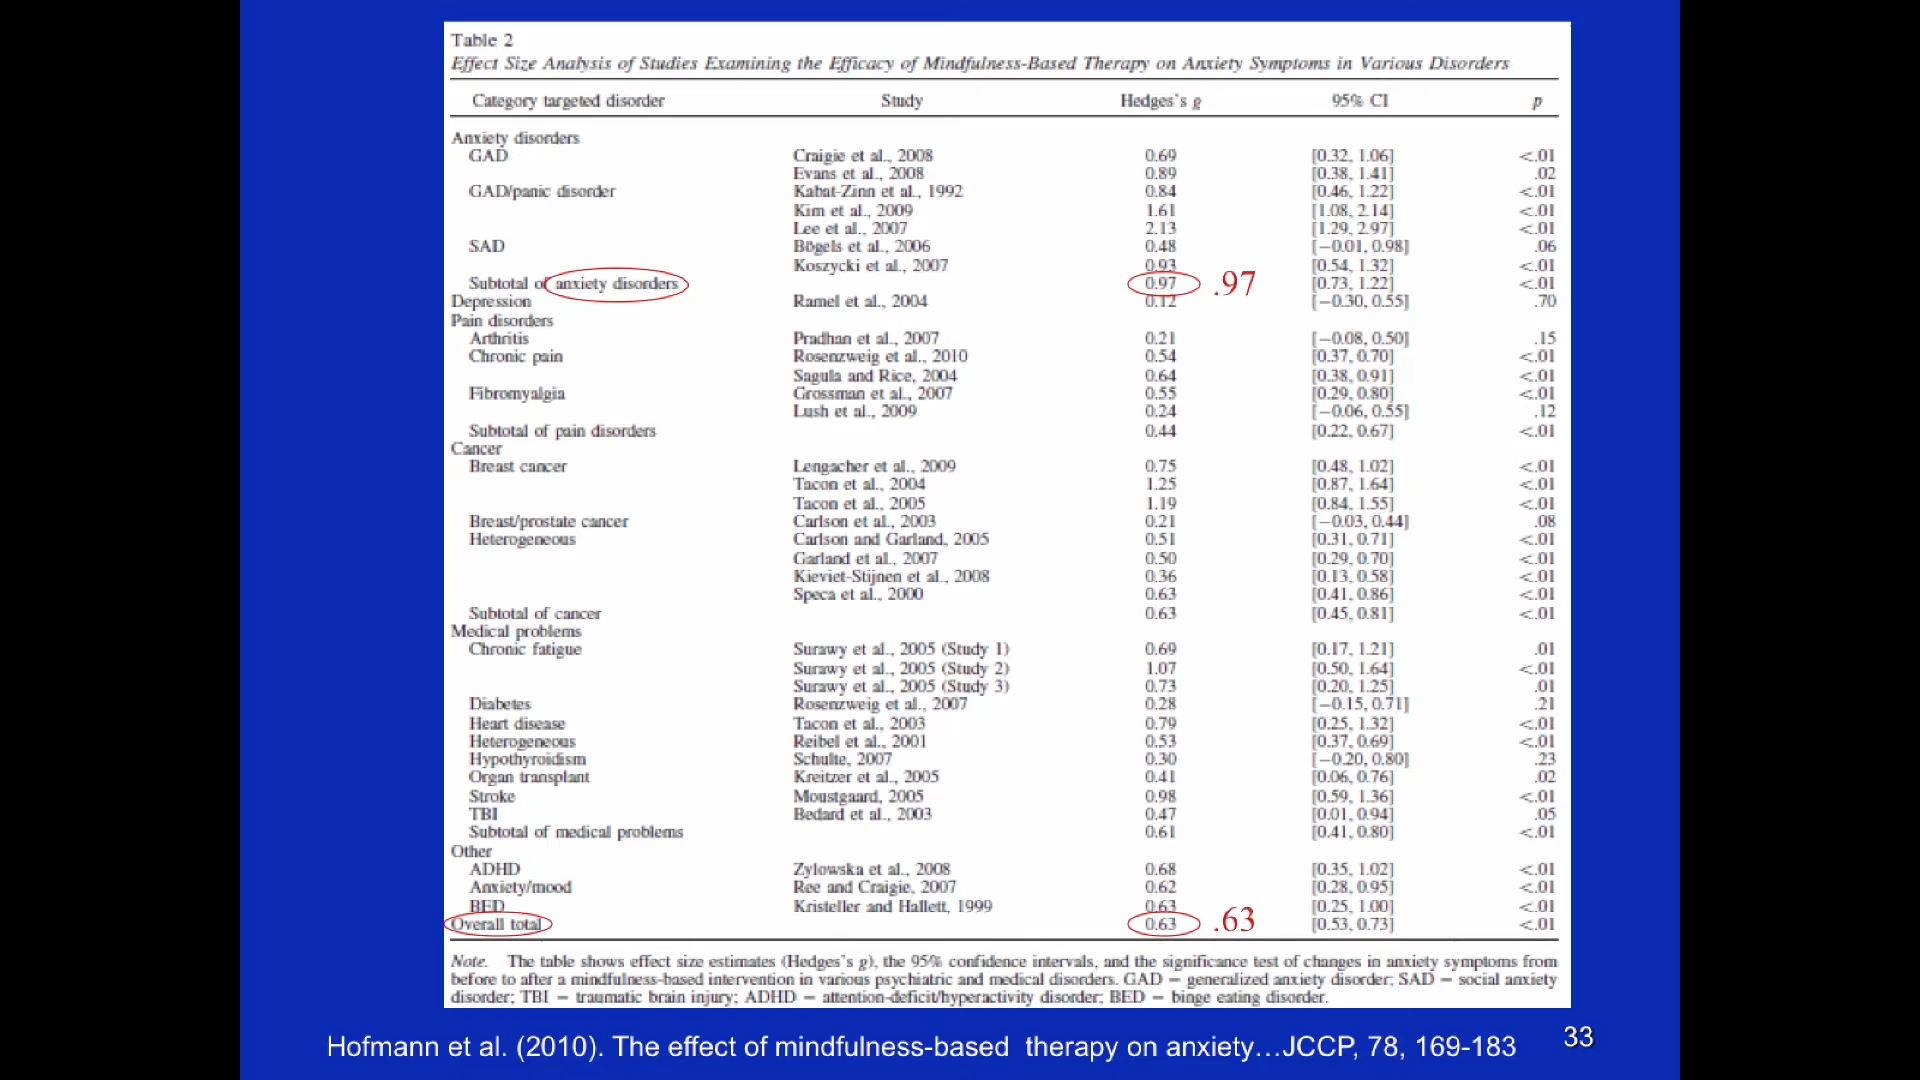 Table 2
Effect Size Analysis of Studies Examining the Efficacy of Mindfulness-Based Therapy on Anxiety Symptoms in Various Disorders
Category targeted disorder Study Hedges's g 95% CI p
Anxiety disorders
GAD Craigie et al., 2008 0.69 [0.32, 1.06] <.01
Evans et al., 2008 0.89 [0.38, 1.41] .02
GAD/panic disorder Kabat-Zinn et al., 1992 0.84 [0.46, 1.22] <.01
Kim et al., 2009 1.61 [1.08, 2.14] <.01
Lee et al., 2007 2.13 [1.29, 2.97] <.01
SAD Bögels et al., 2006 0.48 [−0.01, 0.98] .06
Koszycki et al., 2007 0.93 [0.54, 1.32] <.01
Subtotal of anxiety disorders 0.97 .97 [0.73, 1.22] <.01
Depression Ramel et al., 2004 0.12 [−0.30, 0.55] .70
Pain disorders
Arthritis Pradhan et al., 2007 0.21 [−0.08, 0.50] .15
Chronic pain Rosenzweig et al., 2010 0.54 [0.37, 0.70] <.01
Sagula and Rice, 2004 0.64 [0.38, 0.91] <.01
Fibromyalgia Grossman et al., 2007 0.55 [0.29, 0.80] <.01
Lush et al., 2009 0.24 [−0.06, 0.55] .12
Subtotal of pain disorders 0.44 [0.22, 0.67] <.01
Cancer
Breast cancer Lengacher et al., 2009 0.75 [0.48, 1.02] <.01
Tacon et al., 2004 1.25 [0.87, 1.64] <.01
Tacon et al., 2005 1.19 [0.84, 1.55] <.01
Breast/prostate cancer Carlson et al., 2003 0.21 [−0.03, 0.44] .08
Heterogeneous Carlson and Garland, 2005 0.51 [0.31, 0.71] <.01
Garland et al., 2007 0.50 [0.29, 0.70] <.01
Kieviet-Stijnen et al., 2008 0.36 [0.13, 0.58] <.01
Speca et al., 2000 0.63 [0.41, 0.86] <.01
Subtotal of cancer 0.63 [0.45, 0.81] <.01
Medical problems
Chronic fatigue Surawy et al., 2005 (Study 1) 0.69 [0.17, 1.21] .01
Surawy et al., 2005 (Study 2) 1.07 [0.50, 1.64] <.01
Surawy et al., 2005 (Study 3) 0.73 [0.20, 1.25] .01
Diabetes Rosenzweig et al., 2007 0.28 [−0.15, 0.71] .21
Heart disease Tacon et al., 2003 0.79 [0.25, 1.32] <.01
Heterogeneous Reibel et al., 2001 0.53 [0.37, 0.69] <.01
Hypothyroidism Schulte, 2007 0.30 [−0.20, 0.80] .23
Organ transplant Kreitzer et al., 2005 0.41 [0.06, 0.76] .02
Stroke Moustgaard, 2005 0.98 [0.59, 1.36] <.01
TBI Bedard et al., 2003 0.47 [0.01, 0.94] .05
Subtotal of medical problems 0.61 [0.41, 0.80] <.01
Other
ADHD Zylowska et al., 2008 0.68 [0.35, 1.02] <.01
Anxiety/mood Ree and Craigie, 2007 0.62 [0.28, 0.95] <.01
BED Kristeller and Hallett, 1999 0.63 [0.25, 1.00] <.01
Overall total 0.63 .63 [0.53, 0.73] <.01
Note. The table shows effect size estimates (Hedges's g), the 95% confidence intervals, and the significance test of changes in anxiety symptoms from
before to after a mindfulness-based intervention in various psychiatric and medical disorders. GAD = generalized anxiety disorder; SAD = social anxiety
disorder; TBI = traumatic brain injury; ADHD = attention-deficit/hyperactivity disorder; BED = binge eating disorder.
Hofmann et al. (2010). The effect of mindfulness-based therapy on anxiety…JCCP, 78, 169-183
33